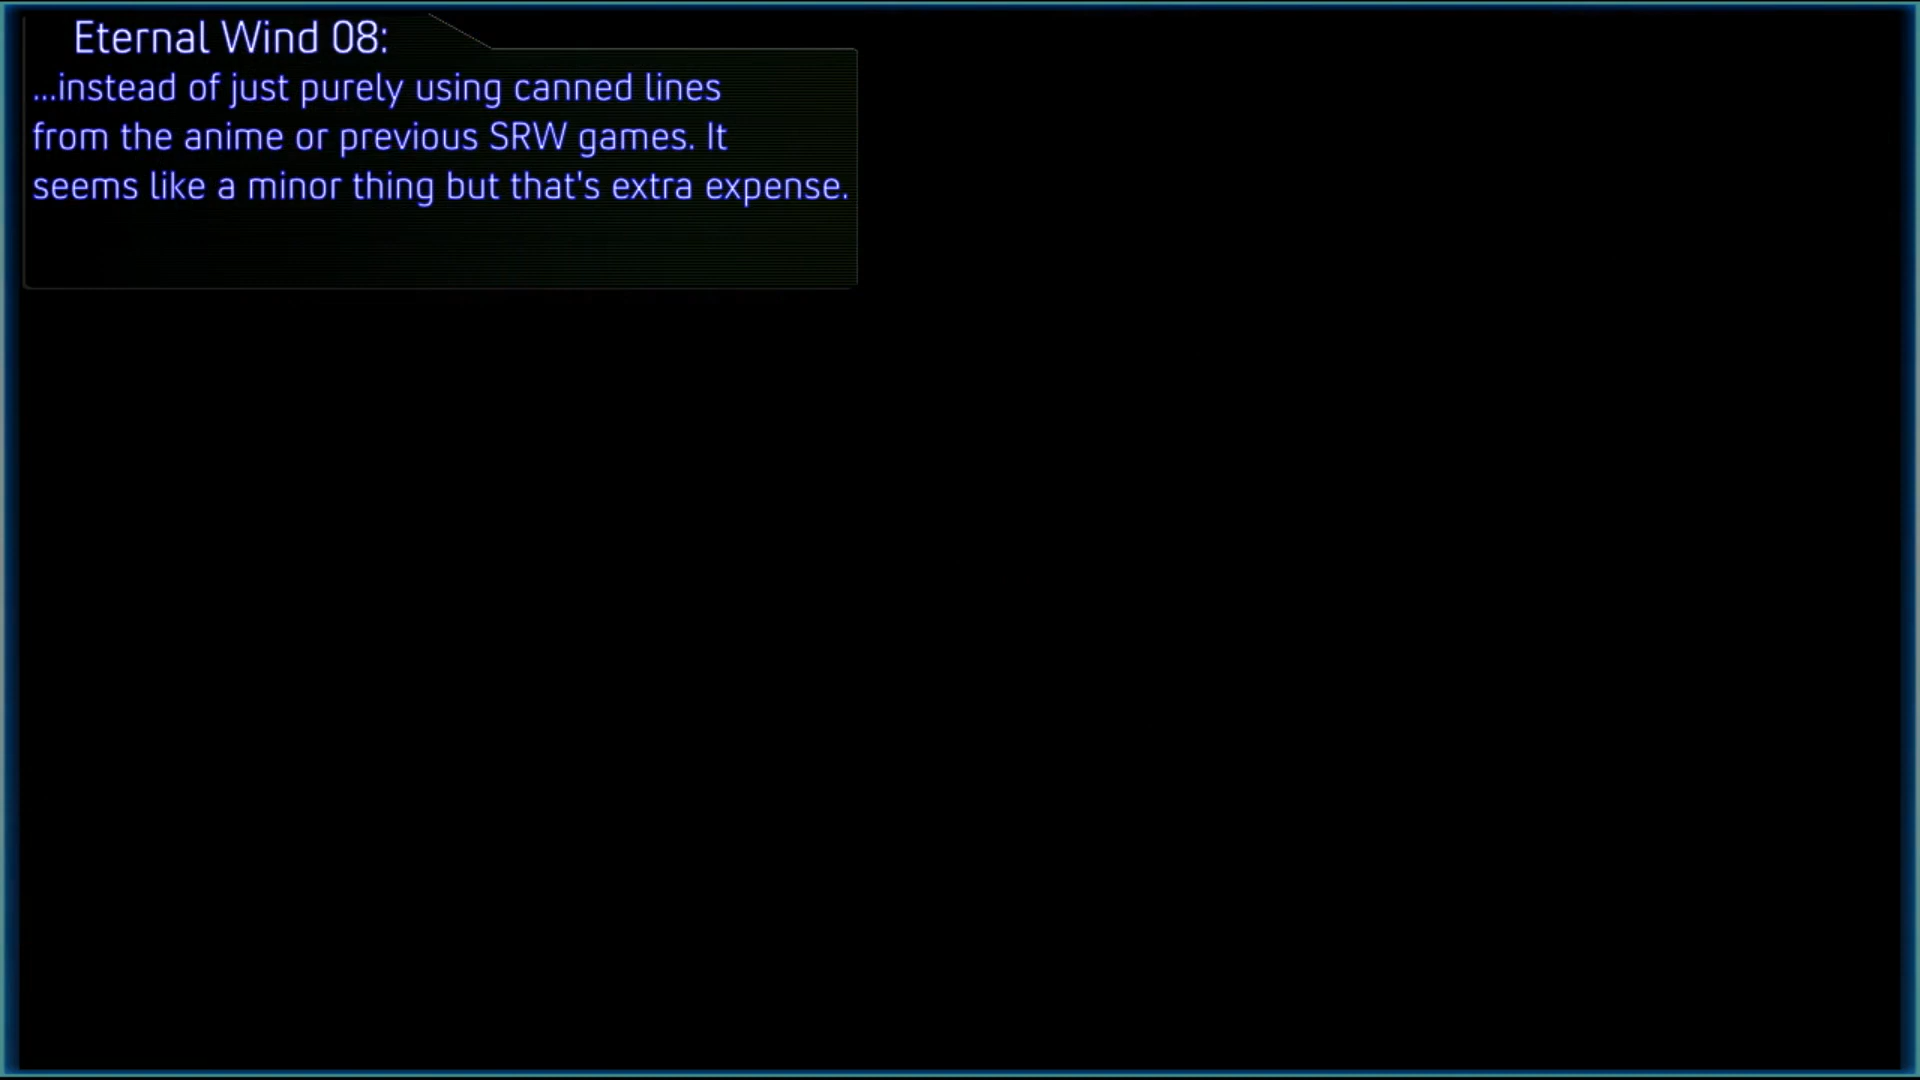 Eternal Wind 08:
...instead of just purely using canned lines
from the anime or previous SRW games. It
seems like a minor thing but that's extra expense.